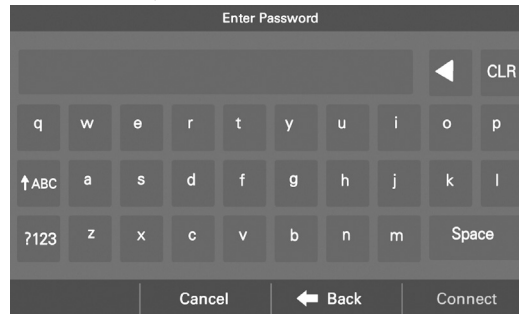 Enter Password
CLR
q w e r t y u i o p
↑ABC a s d f g h j k l
?123 z x c v b n m Space
Cancel Back Connect